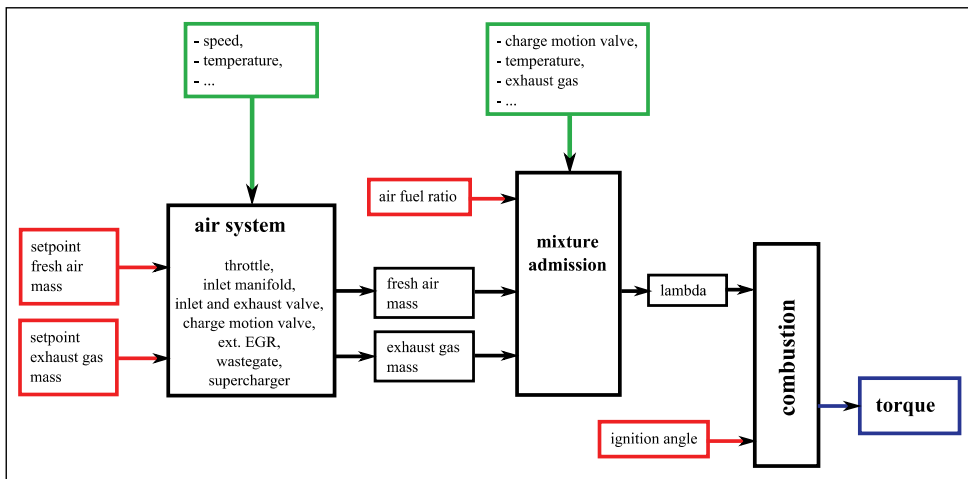 - speed,
- temperature,
- ...
- charge motion valve,
- temperature,
- exhaust gas
- ...
air fuel ratio
air system
throttle,
inlet manifold,
inlet and exhaust valve,
charge motion valve,
ext. EGR,
wastegate,
supercharger
setpoint
fresh air
mass
setpoint
exhaust gas
mass
fresh air
mass
exhaust gas
mass
mixture
admission
lambda
combustion
ignition angle
torque